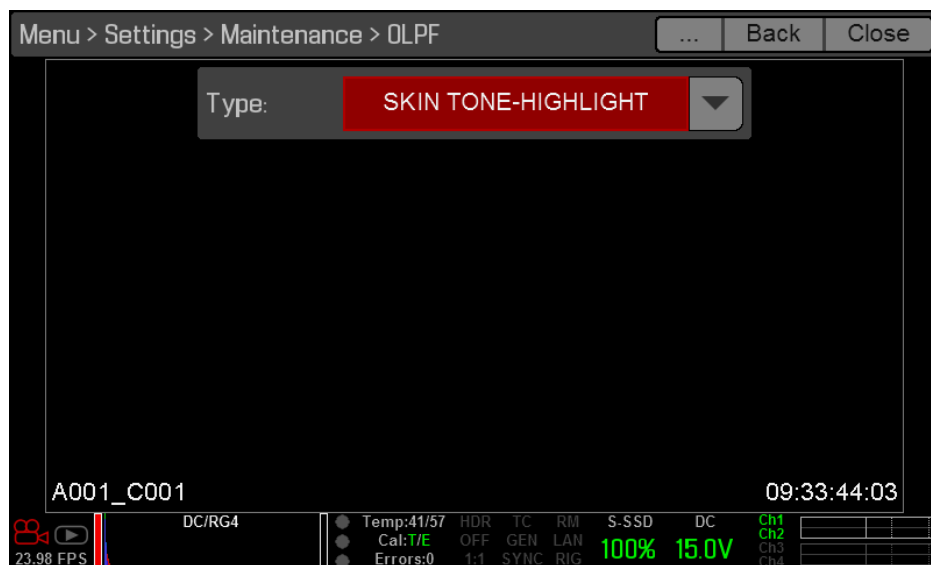 Menu > Settings > Maintenance > OLPF ... Back Close
Type: SKIN TONE-HIGHLIGHT
A001_C001 09:33:44:03
DC/RG4 Temp:41/57 HDR TC RM S-SSD DC Ch1
Cal:T/E OFF GEN LAN 100% 15.0V Ch2
23.98 FPS Errors:0 1:1 SYNC RIG Ch3
Ch4